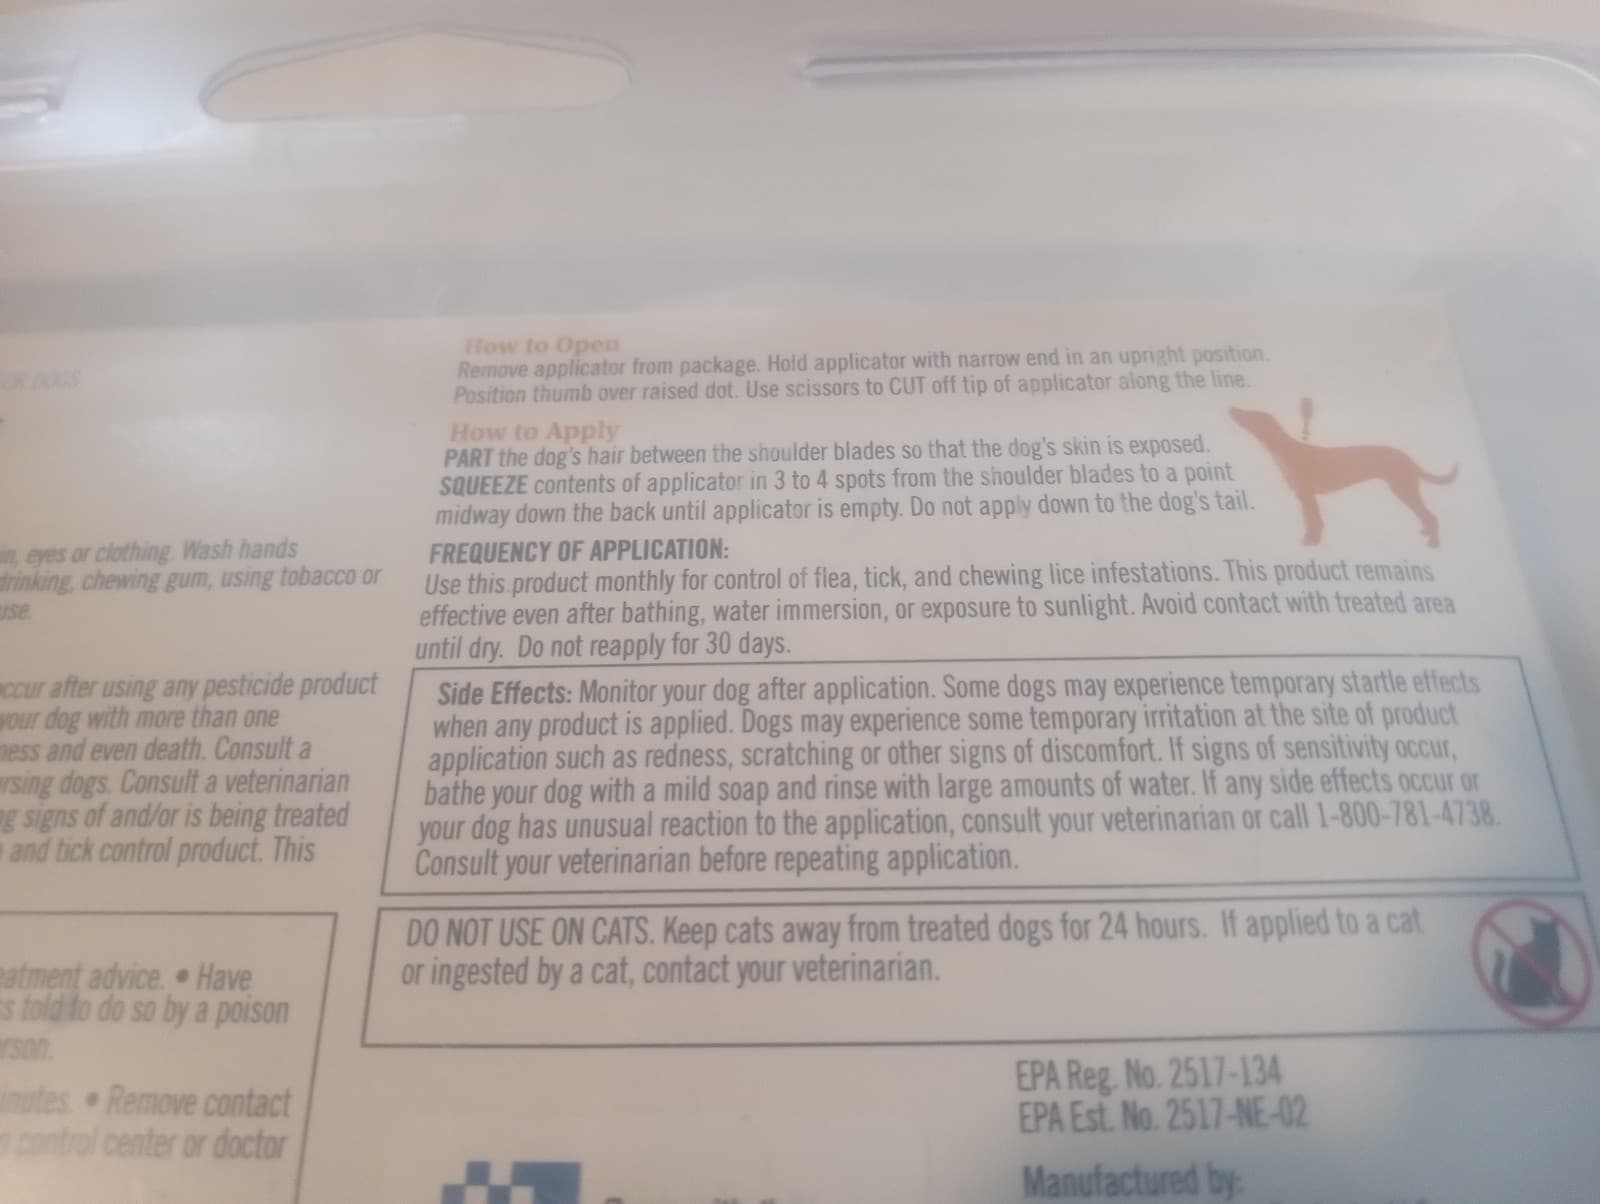 How to Open
Remove applicator from package. Hold applicator with narrow end in an upright position.
Position thumb over raised dot. Use scissors to CUT off tip of applicator along the line.
How to Apply
PART the dog's hair between the shoulder blades so that the dog's skin is exposed.
SQUEEZE contents of applicator in 3 to 4 spots from the shoulder blades to a point
midway down the back until applicator is empty. Do not apply down to the dog's tail.
FREQUENCY OF APPLICATION:
Use this product monthly for control of flea, tick, and chewing lice infestations. This product remains
effective even after bathing, water immersion, or exposure to sunlight. Avoid contact with treated area
until dry. Do not reapply for 30 days.
Side Effects: Monitor your dog after application. Some dogs may experience temporary startle effects
when any product is applied. Dogs may experience some temporary irritation at the site of product
application such as redness, scratching or other signs of discomfort. If signs of sensitivity occur,
bathe your dog with a mild soap and rinse with large amounts of water. If any side effects occur or
your dog has unusual reaction to the application, consult your veterinarian or call 1-800-781-4738.
Consult your veterinarian before repeating application.
DO NOT USE ON CATS. Keep cats away from treated dogs for 24 hours. If applied to a cat
or ingested by a cat, contact your veterinarian.
EPA Reg. No. 2517-134
EPA Est. No. 2517-NE-02
Manufactured by:
FOR DOGS
eyes or clothing. Wash hands
drinking, chewing gum, using tobacco or
use.
occur after using any pesticide product
your dog with more than one
ness and even death. Consult a
rsing dogs. Consult a veterinarian
signs of and/or is being treated
and tick control product. This
eatment advice. • Have
told to do so by a poison
rson.
inutes. • Remove contact
control center or doctor